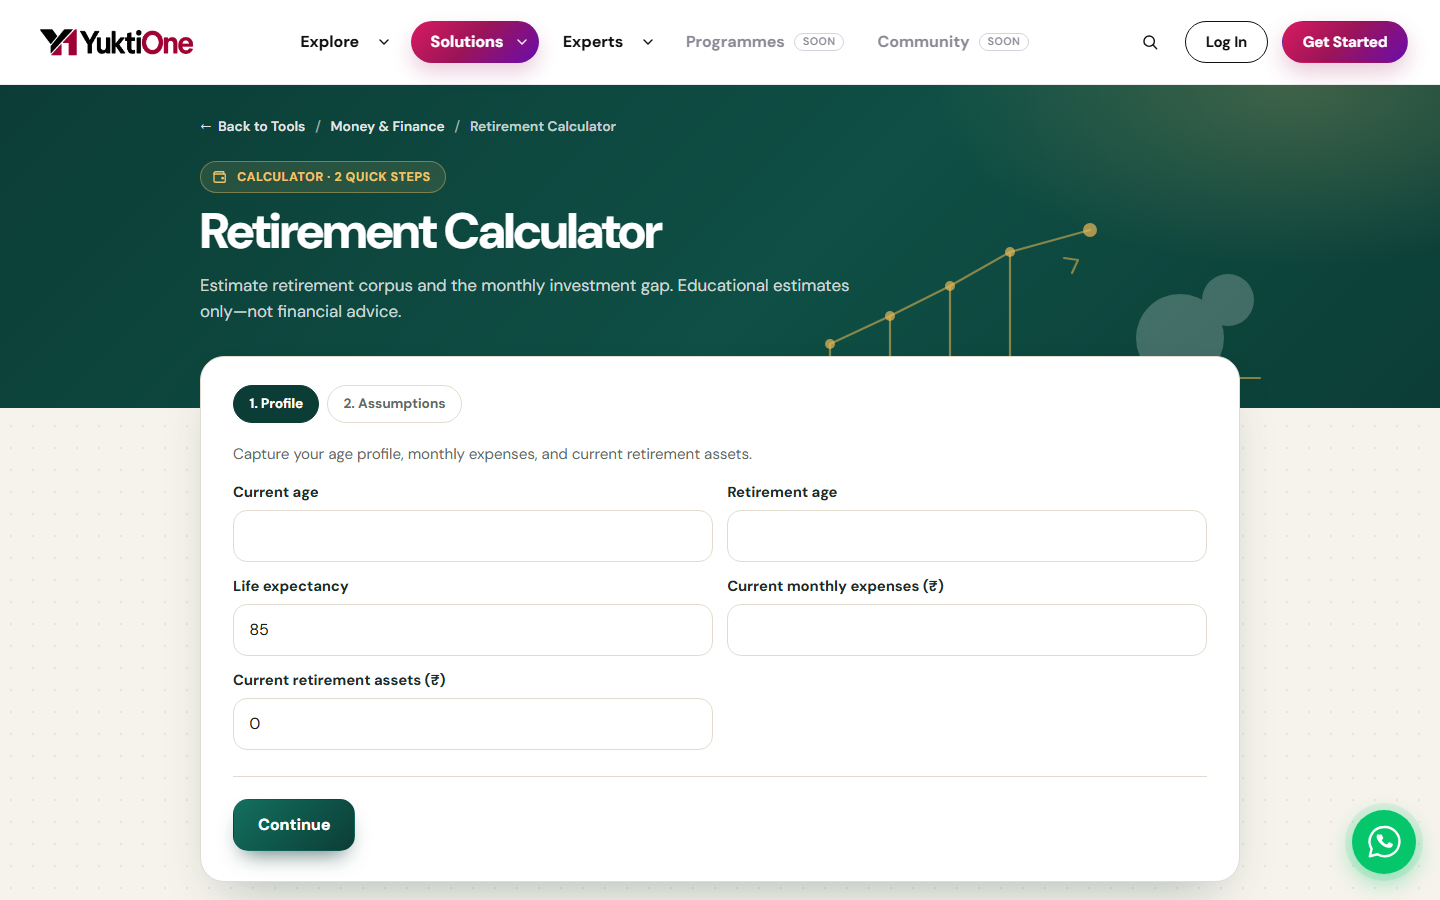 YuktiOne
Explore
Solutions
Experts
Programmes SOON
Community SOON
Log In
Get Started
← Back to Tools / Money & Finance / Retirement Calculator
CALCULATOR · 2 QUICK STEPS
Retirement Calculator
Estimate retirement corpus and the monthly investment gap. Educational estimates
only—not financial advice.
1. Profile
2. Assumptions
Capture your age profile, monthly expenses, and current retirement assets.
Current age
Retirement age
Life expectancy
Current monthly expenses (₹)
85
Current retirement assets (₹)
0
Continue